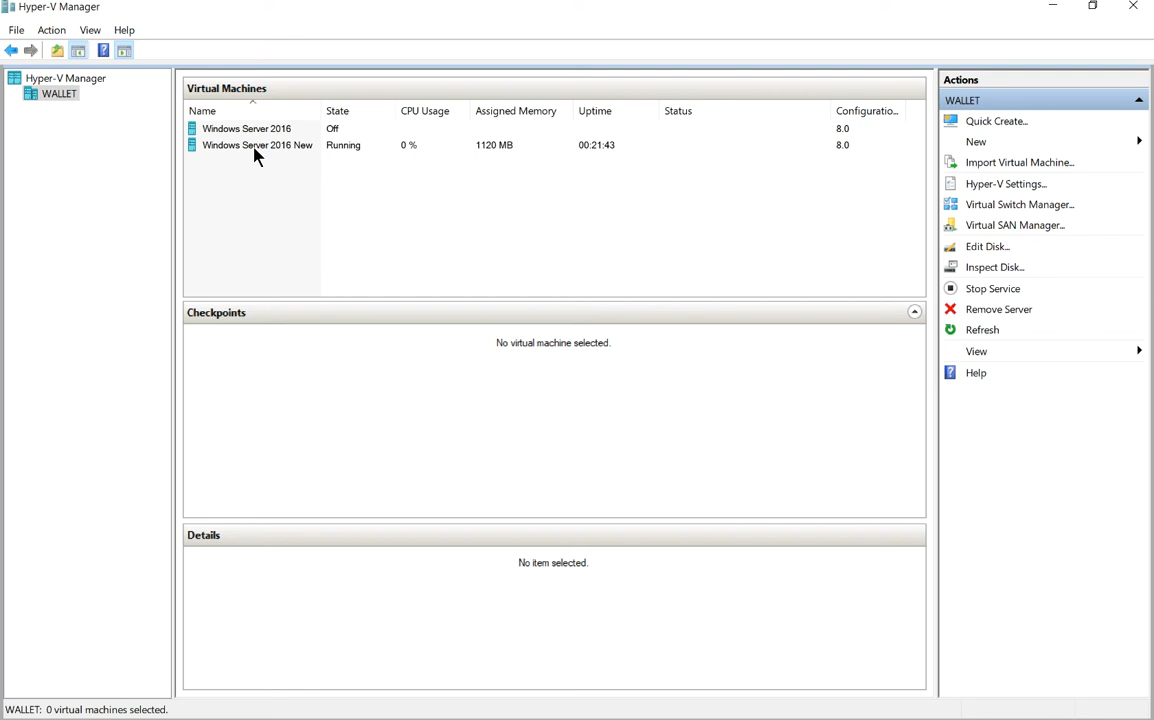 Hyper-V Manager
File Action View Help
Hyper-V Manager
WALLET
Virtual Machines
Name State CPU Usage Assigned Memory Uptime Status Configuratio...
Windows Server 2016 Off 8.0
Windows Server 2016 New Running 0 % 1120 MB 00:21:43 8.0
Checkpoints
No virtual machine selected.
Details
No item selected.
Actions
WALLET
Quick Create...
New
Import Virtual Machine...
Hyper-V Settings...
Virtual Switch Manager...
Virtual SAN Manager...
Edit Disk...
Inspect Disk...
Stop Service
Remove Server
Refresh
View
Help
WALLET: 0 virtual machines selected.